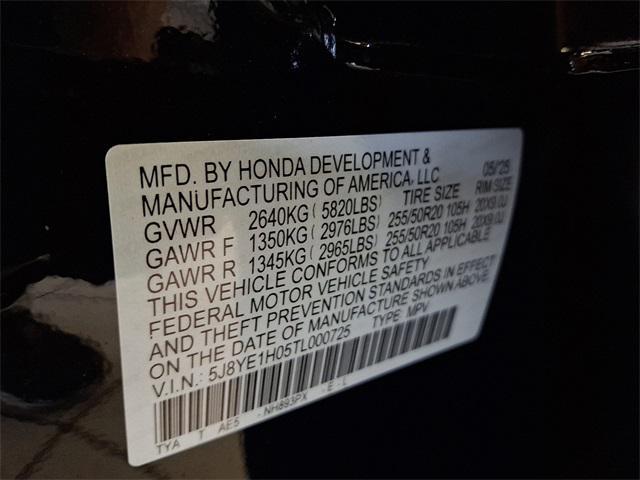 MFD. BY HONDA DEVELOPMENT & 05/25
MANUFACTURING OF AMERICA, LLC
GVWR 2640KG ( 5820LBS) TIRE SIZE RIM SIZE
GAWR F 1350KG ( 2976LBS) 255/50R20 105H 20X9.0J
GAWR R 1345KG ( 2965LBS) 255/50R20 105H 20X9.0J
THIS VEHICLE CONFORMS TO ALL APPLICABLE
FEDERAL MOTOR VEHICLE SAFETY
AND THEFT PREVENTION STANDARDS IN EFFECT
ON THE DATE OF MANUFACTURE SHOWN ABOVE.
V.I.N.: 5J8YE1H05TL000725 TYPE: MPV
TYA T AE5 - NH893PX - E - L